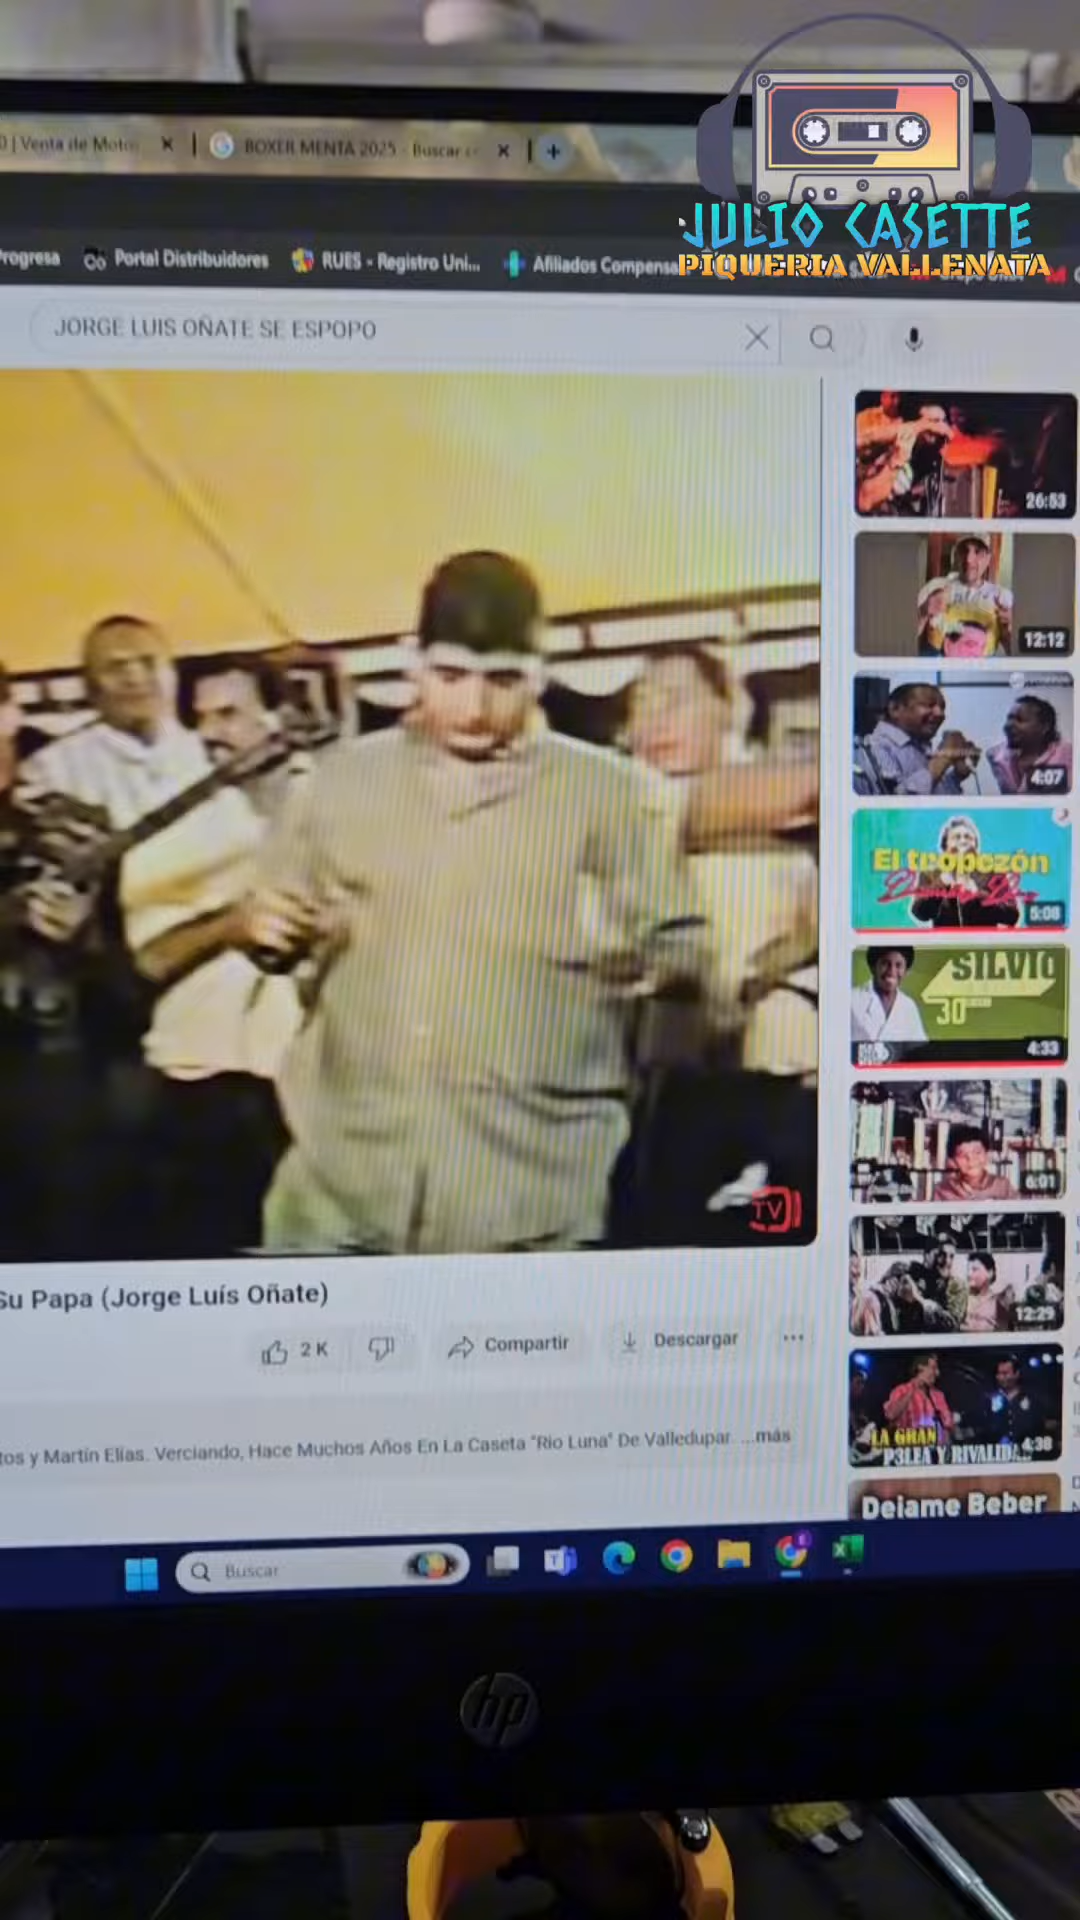 JULIO CASETTE
PIQUERIA VALLENATA
| Venta de Motos
BOXER MENTA 2025 - Buscar
Progresa
Portal Distribuidores
RUES - Registro Uni...
Afiliados Compensa
JORGE LUIS OÑATE SE ESPOPO
26:53
12:12
4:07
El tropezón
5:08
SILVIO
30
4:33
6:01
12:29
LA GRAN
P3LEA Y RIVALIDA
4:38
Dejame Beber
TV
Su Papa (Jorge Luís Oñate)
2 K
Compartir
Descargar
...
tos y Martín Elías. Verciando, Hace Muchos Años En La Caseta "Rio Luna" De Valledupar. ...más
Buscar
hp